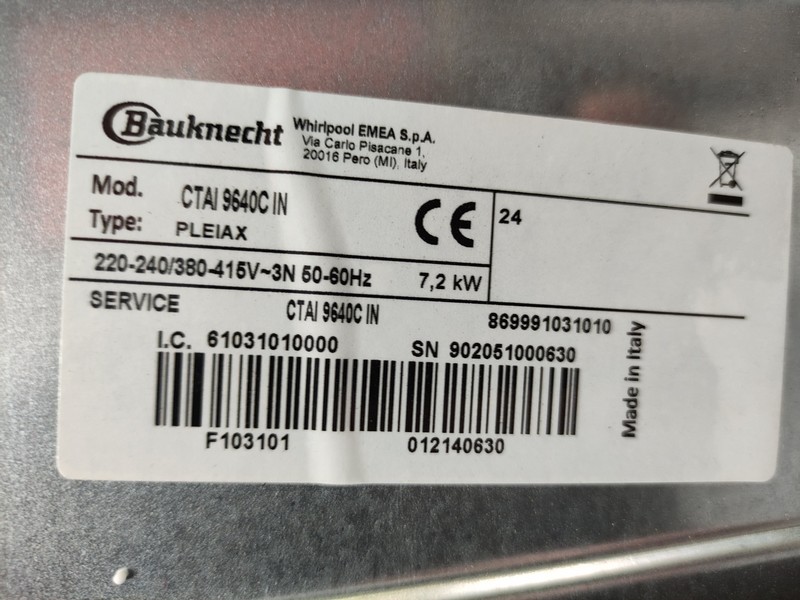 Bauknecht
Whirlpool EMEA S.p.A.
Via Carlo Pisacane 1,
20016 Pero (MI), Italy
Mod. CTAI 9640C IN
Type: PLEIAX
CE
24
220-240/380-415V~3N 50-60Hz 7,2 kW
SERVICE CTAI 9640C IN 869991031010
I.C. 61031010000 SN 902051000630
F103101 012140630
Made in Italy